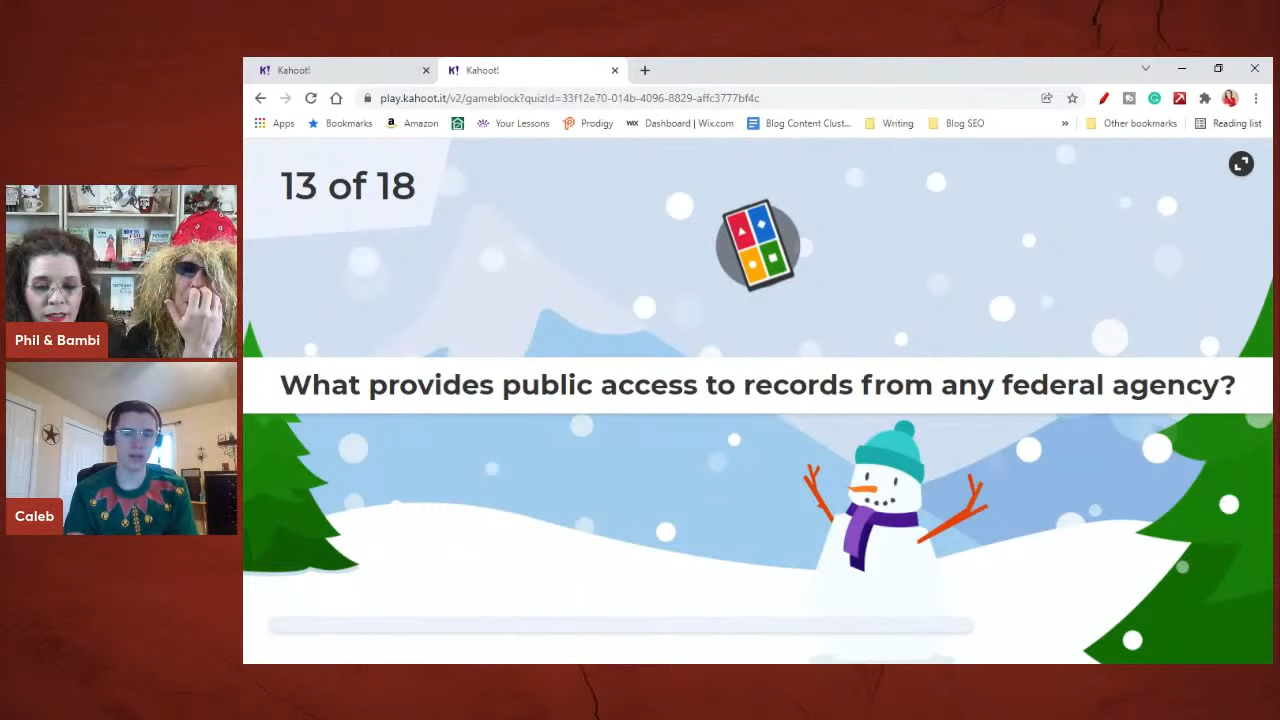 Kahoot!
Kahoot!
play.kahoot.it/v2/gameblock?quizId=33f12e70-014b-4096-8829-affc3777bf4c
Apps Bookmarks Amazon Your Lessons Prodigy Dashboard | Wix.com Blog Content Clust... Writing Blog SEO » Other bookmarks Reading list
13 of 18
What provides public access to records from any federal agency?
Phil & Bambi
Caleb